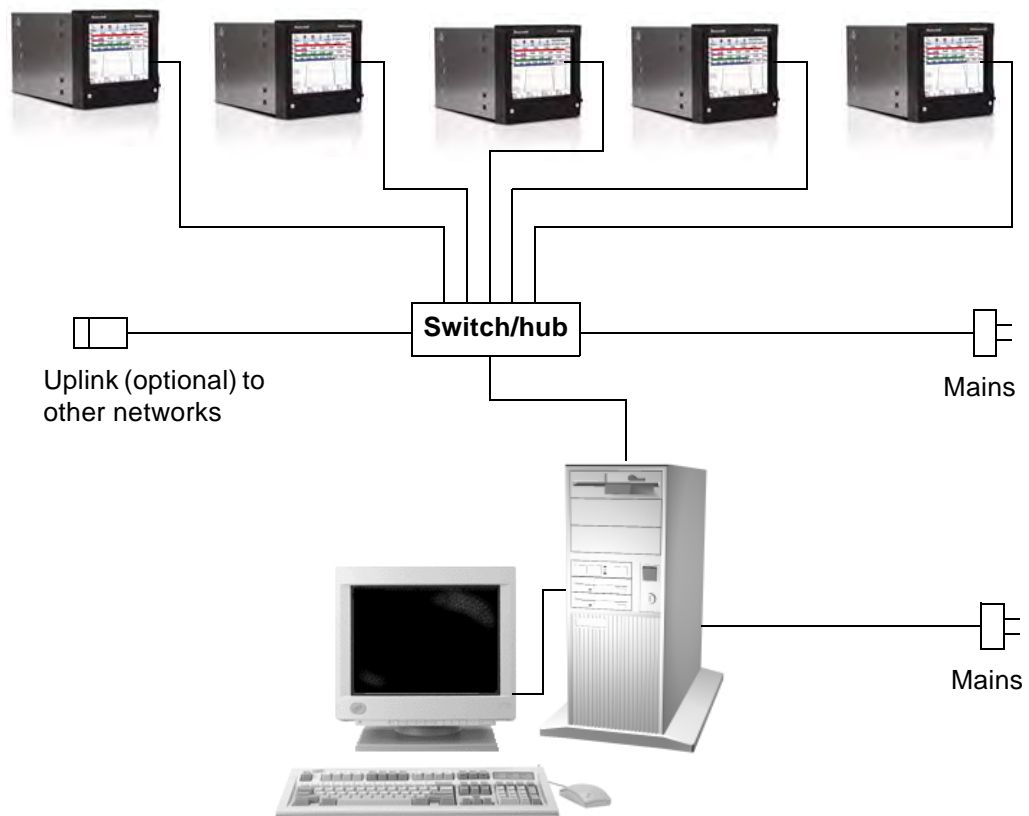 Switch/hub
Uplink (optional) to
other networks
Mains
Mains